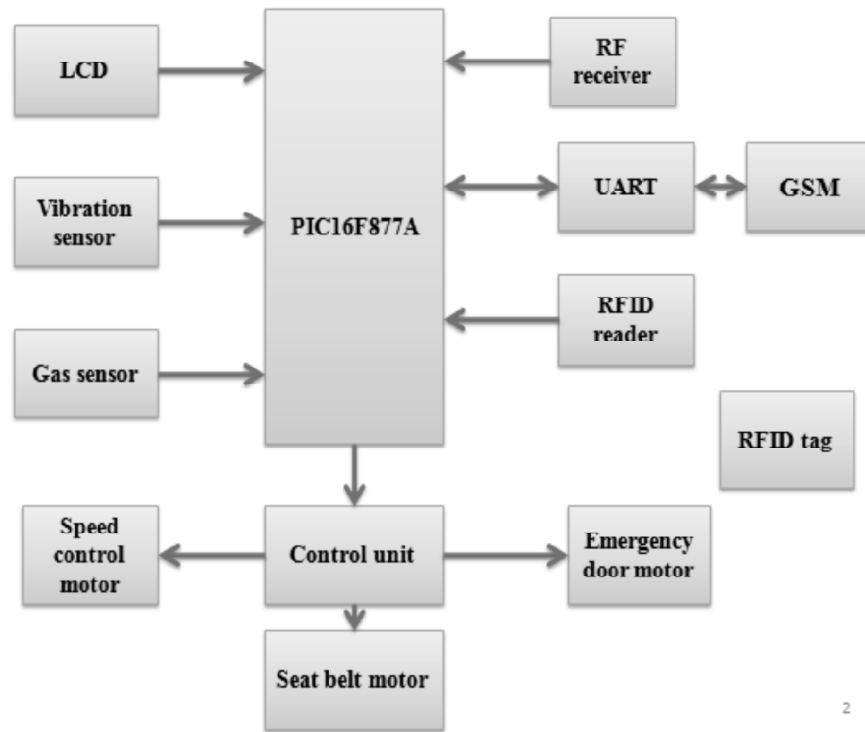 LCD
RF
receiver
Vibration
sensor
PIC16F877A
UART
GSM
RFID
reader
Gas sensor
RFID tag
Speed
control
motor
Control unit
Emergency
door motor
Seat belt motor
2